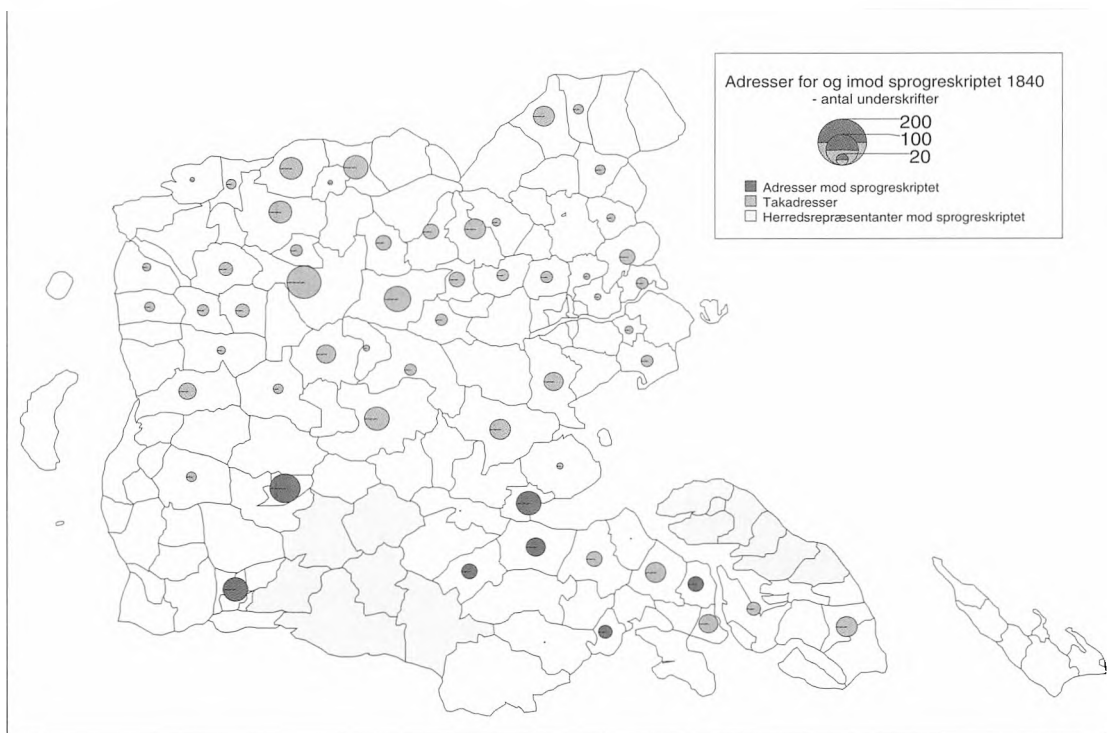 Adresser for og imod sprogreskriptet 1840
- antal underskrifter
200
100
20
Adresser mod sprogreskriptet
Takadresser
Herredsrepræsentanter mod sprogreskriptet